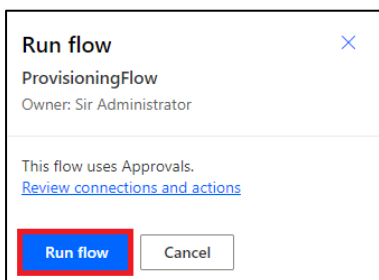 Run flow
ProvisioningFlow
Owner: Sir Administrator
This flow uses Approvals.
Review connections and actions
Run flow
Cancel